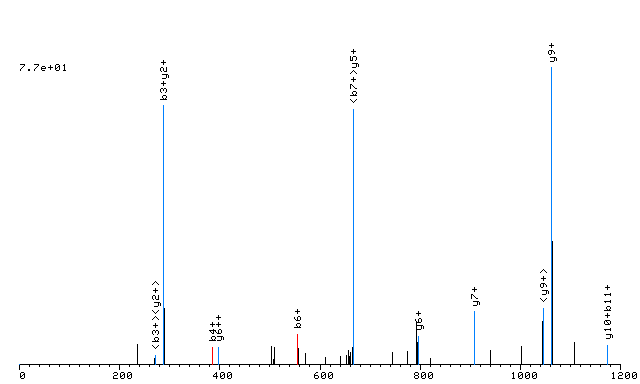 7.7e+01
<b3+><y2+>
b3+y2+
b4+
y6++
b6+
<b7+>y5+
y6+
y7+
<y9+>
y9+
y10+b11+
0 200 400 600 800 1000 1200